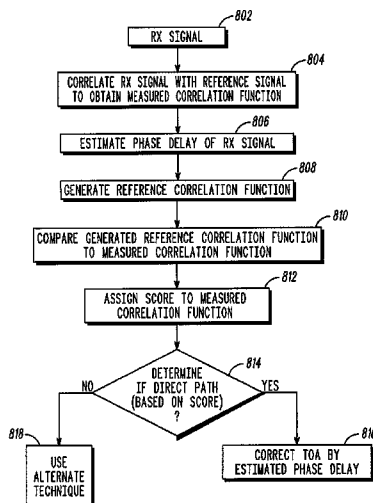 802
RX SIGNAL
804
CORRELATE RX SIGNAL WITH REFERENCE SIGNAL
TO OBTAIN MEASURED CORRELATION FUNCTION
806
ESTIMATE PHASE DELAY OF RX SIGNAL
808
GENERATE REFERENCE CORRELATION FUNCTION
810
COMPARE GENERATED REFERENCE CORRELATION FUNCTION
TO MEASURED CORRELATION FUNCTION
812
ASSIGN SCORE TO MEASURED
CORRELATION FUNCTION
814
DETERMINE
IF DIRECT PATH
(BASED ON SCORE)
?
NO
YES
818
USE
ALTERNATE
TECHNIQUE
816
CORRECT TOA BY
ESTIMATED PHASE DELAY